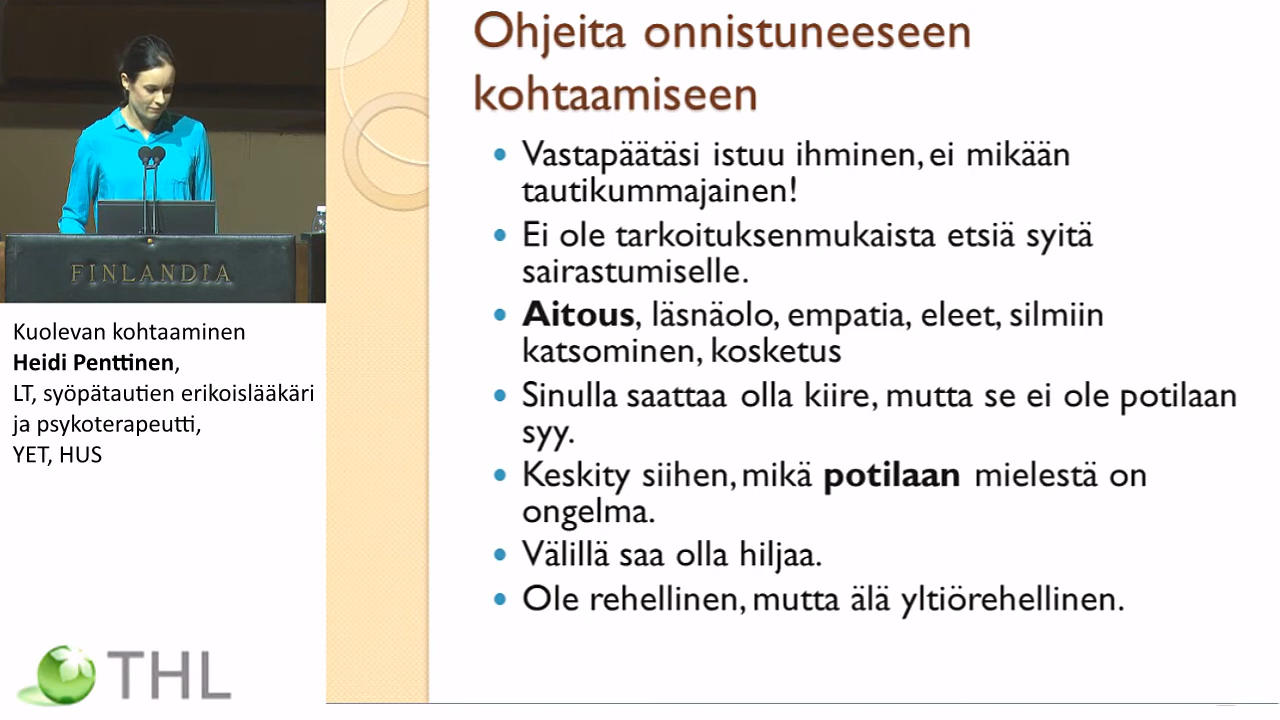 FINLANDIA
Kuolevan kohtaaminen
Heidi Penttinen,
LT, syöpätautien erikoislääkäri
ja psykoterapeutti,
YET, HUS
THL
Ohjeita onnistuneeseen
kohtaamiseen
• Vastapäätäsi istuu ihminen, ei mikään
tautikummajainen!
• Ei ole tarkoituksenmukaista etsiä syitä
sairastumiselle.
• Aitous, läsnäolo, empatia, eleet, silmiin
katsominen, kosketus
• Sinulla saattaa olla kiire, mutta se ei ole potilaan
syy.
• Keskity siihen, mikä potilaan mielestä on
ongelma.
• Välillä saa olla hiljaa.
• Ole rehellinen, mutta älä yltiörehellinen.